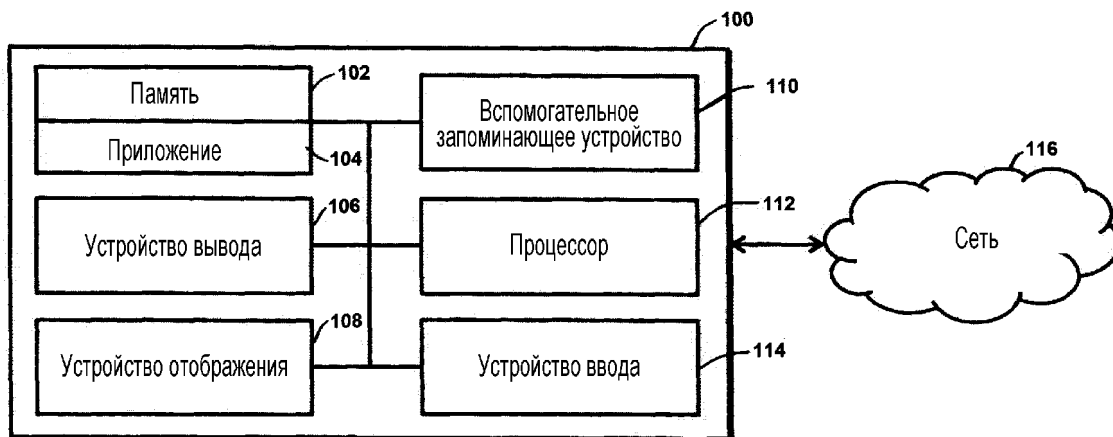 100
Память
102
Приложение
104
Вспомогательное
запоминающее устройство
110
116
Устройство вывода
106
Процессор
112
Сеть
Устройство отображения
108
Устройство ввода
114